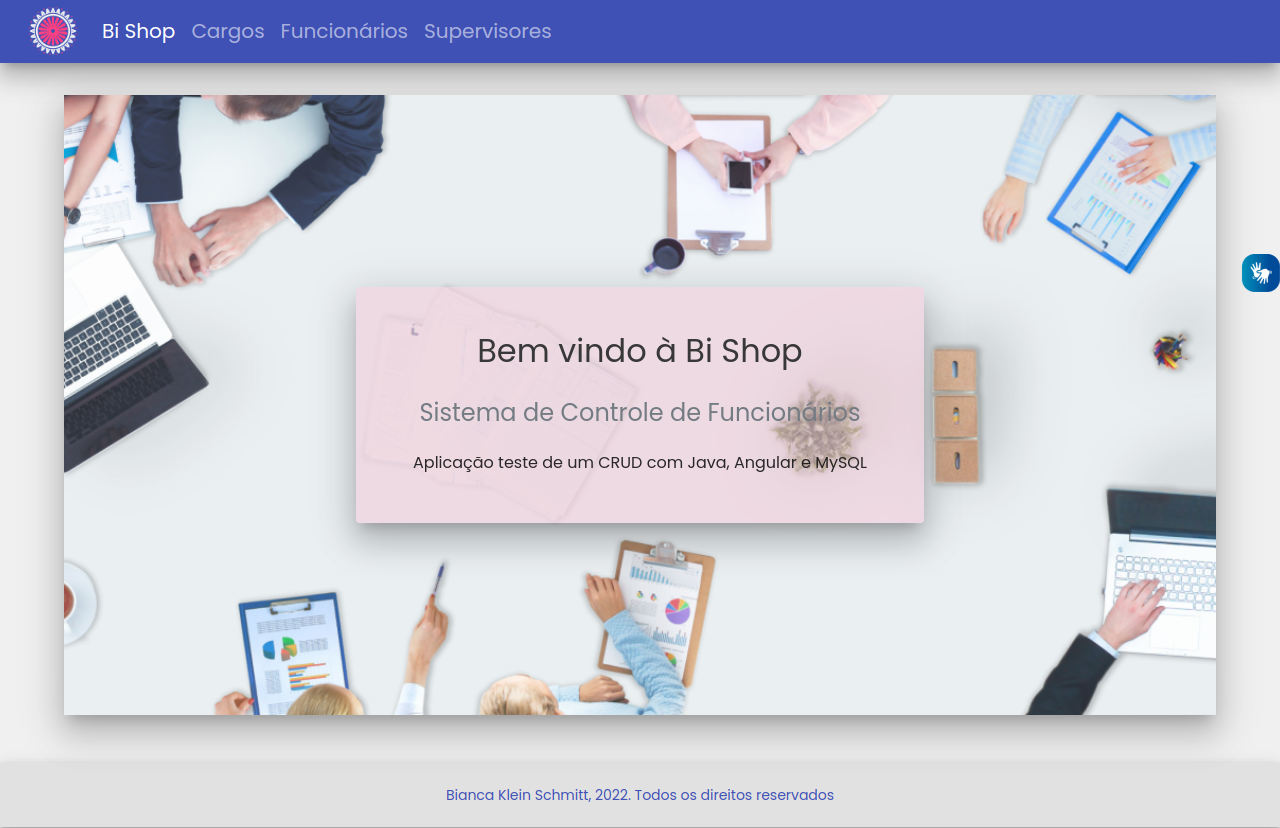 Bi Shop Cargos Funcionários Supervisores
Bem vindo à Bi Shop
Sistema de Controle de Funcionários
Aplicação teste de um CRUD com Java, Angular e MySQL
Bianca Klein Schmitt, 2022. Todos os direitos reservados